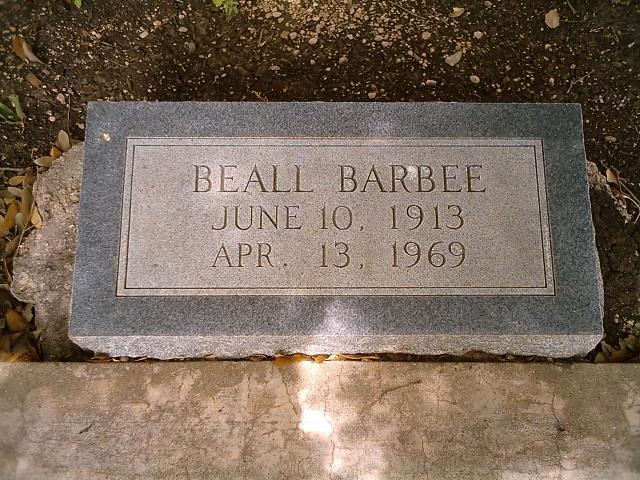 BEALL BARBEE
JUNE 10, 1913
APR. 13, 1969